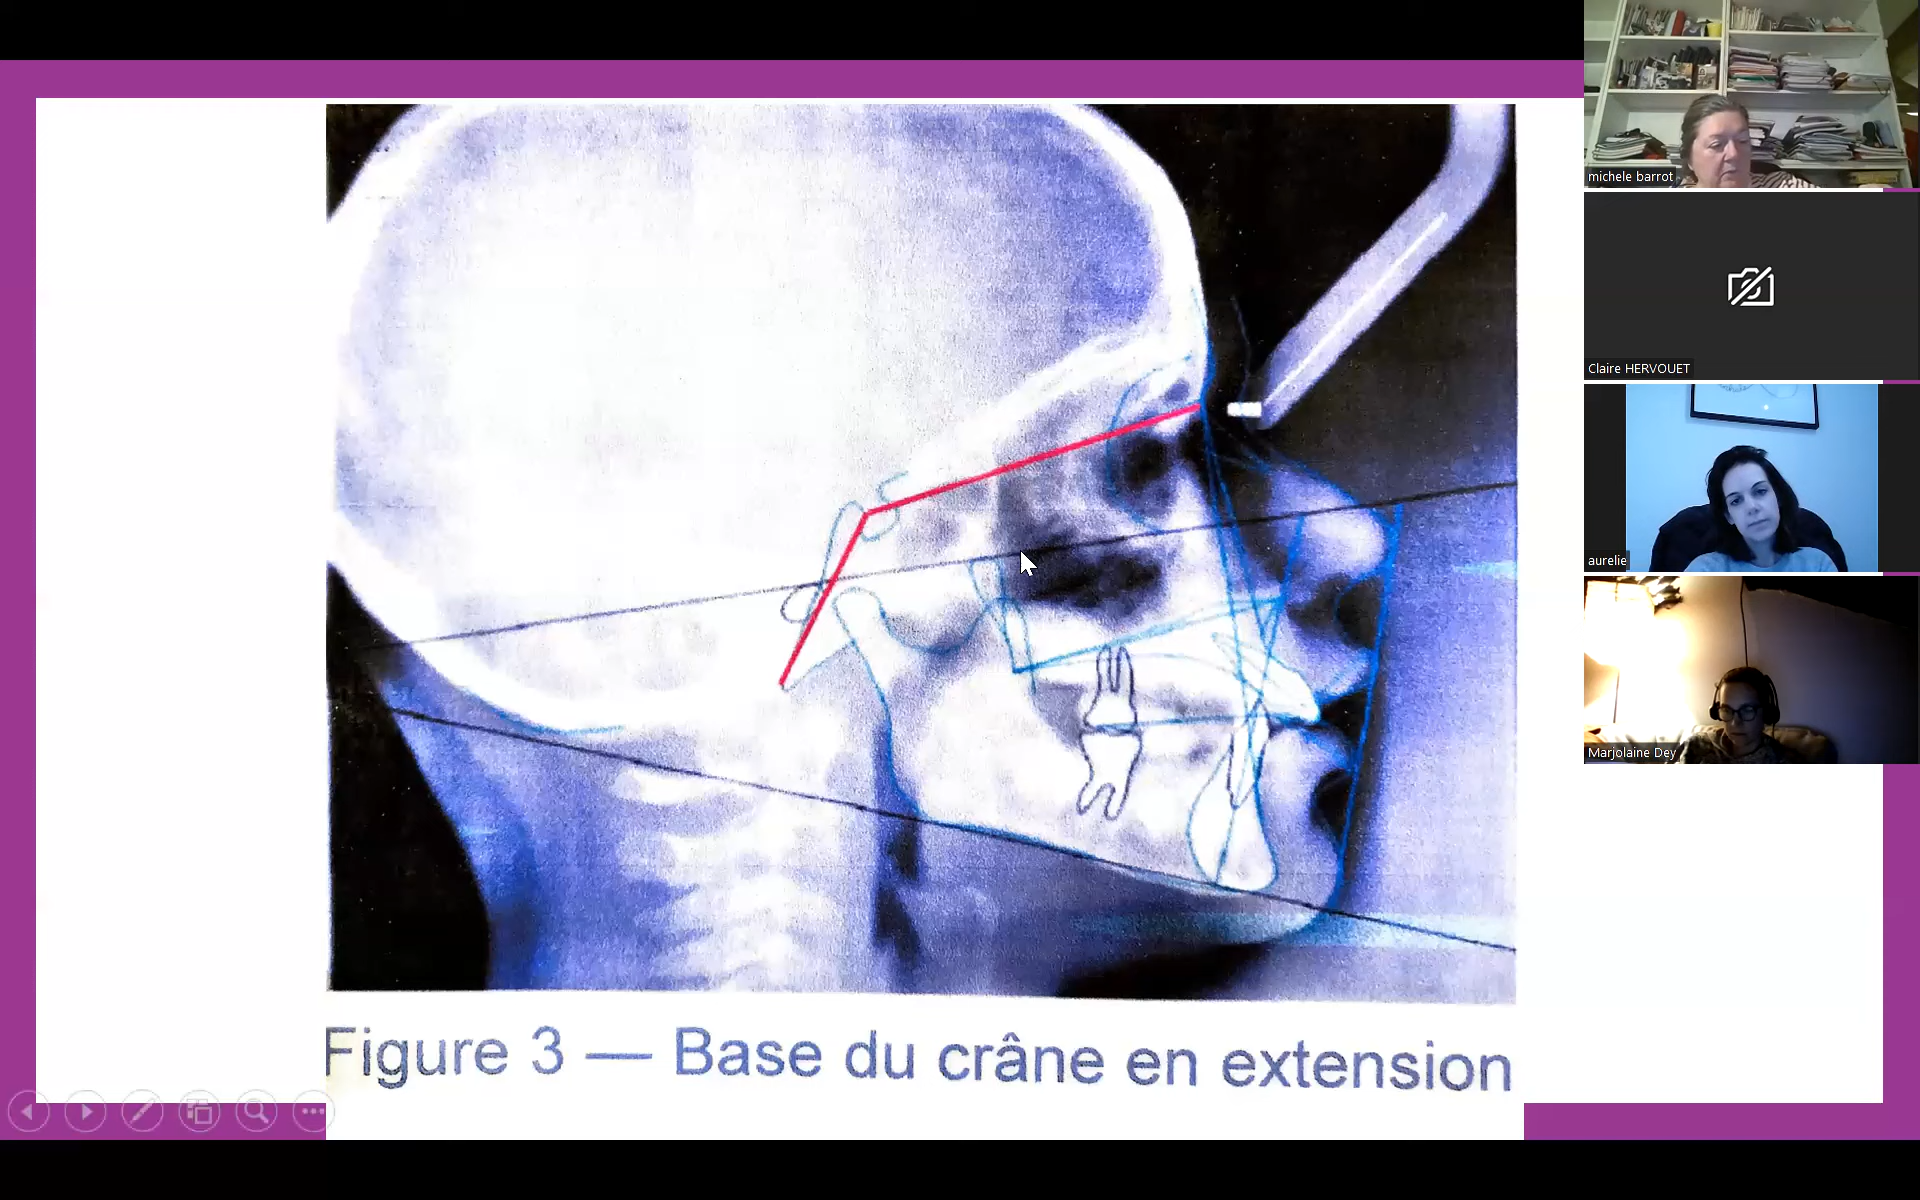 Figure 3 — Base du crâne en extension
michele barrot
Claire HERVOUET
aurelie
Marjolaine Dey